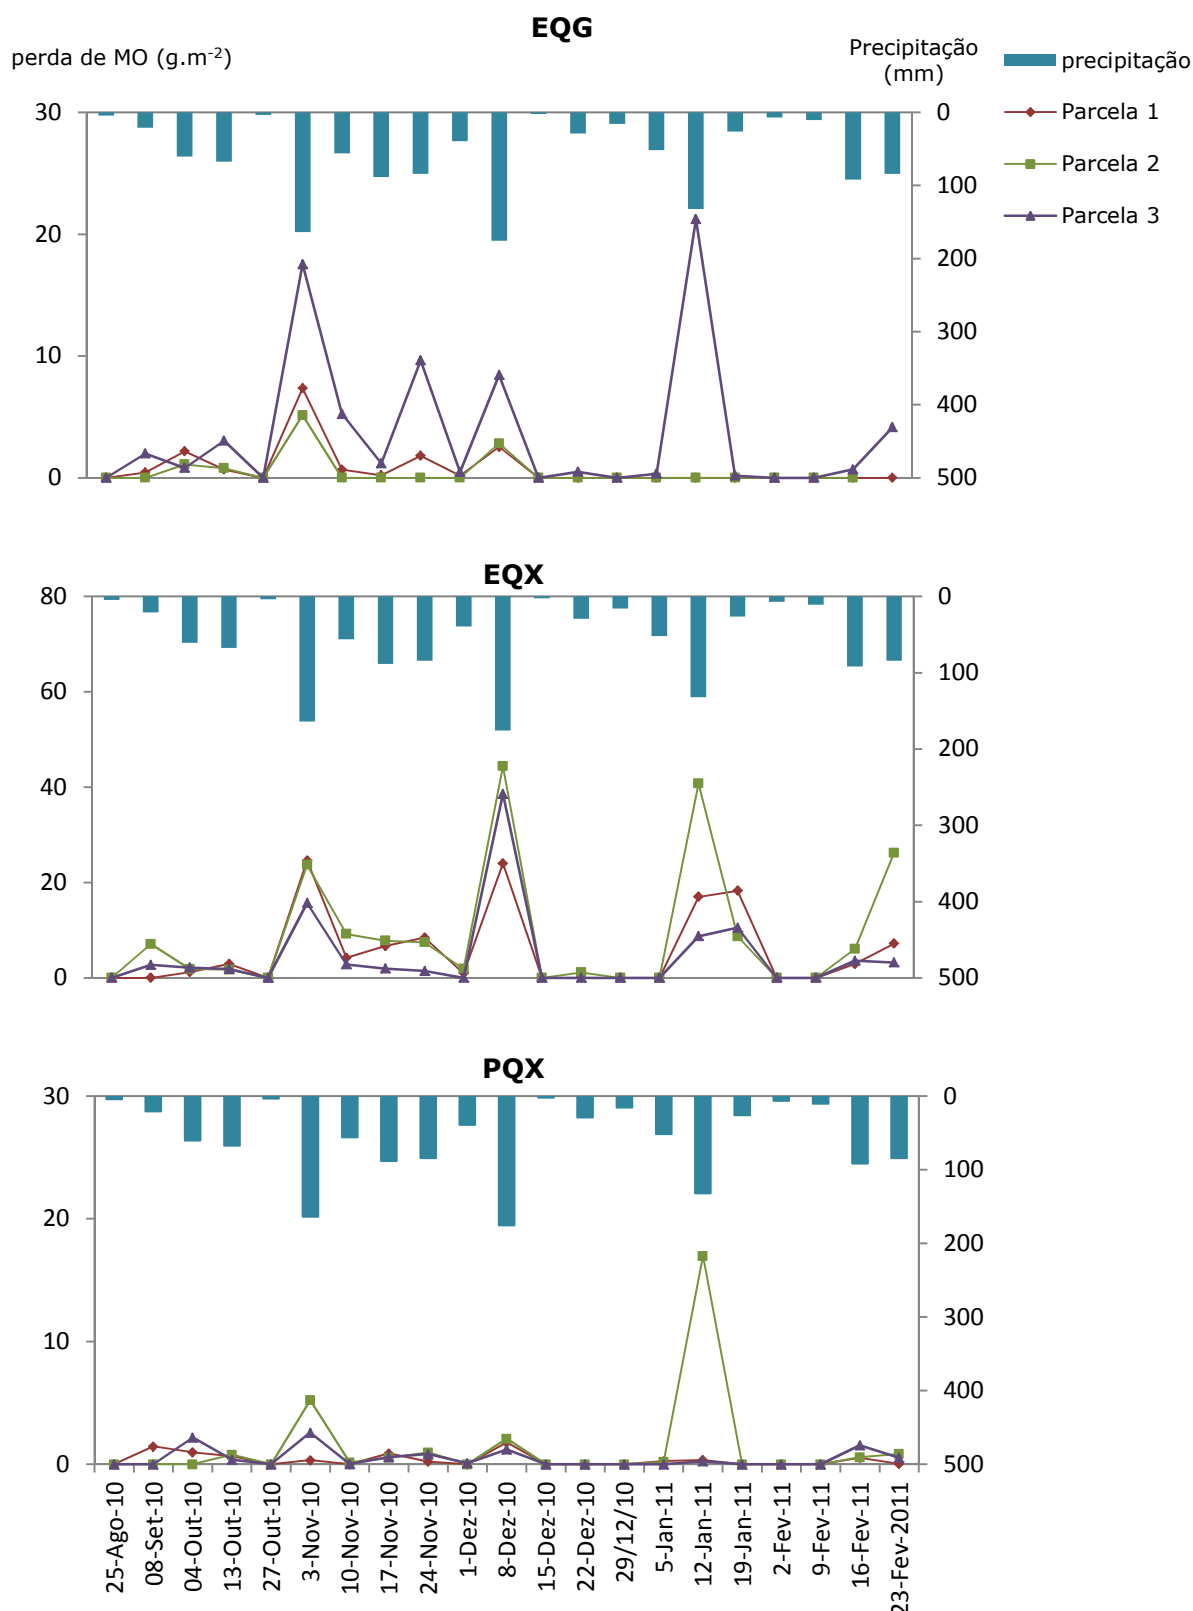 EQG
perda de MO (g.m-2)
Precipitação
(mm)
precipitação
Parcela 1
Parcela 2
Parcela 3
30
20
10
0
0
100
200
300
400
500
EQX
80
60
40
20
0
0
100
200
300
400
500
PQX
30
20
10
0
0
100
200
300
400
500
25-Ago-10
08-Set-10
04-Out-10
13-Out-10
27-Out-10
3-Nov-10
10-Nov-10
17-Nov-10
24-Nov-10
1-Dez-10
8-Dez-10
15-Dez-10
22-Dez-10
29/12/10
5-Jan-11
12-Jan-11
19-Jan-11
2-Fev-11
9-Fev-11
16-Fev-11
23-Fev-2011